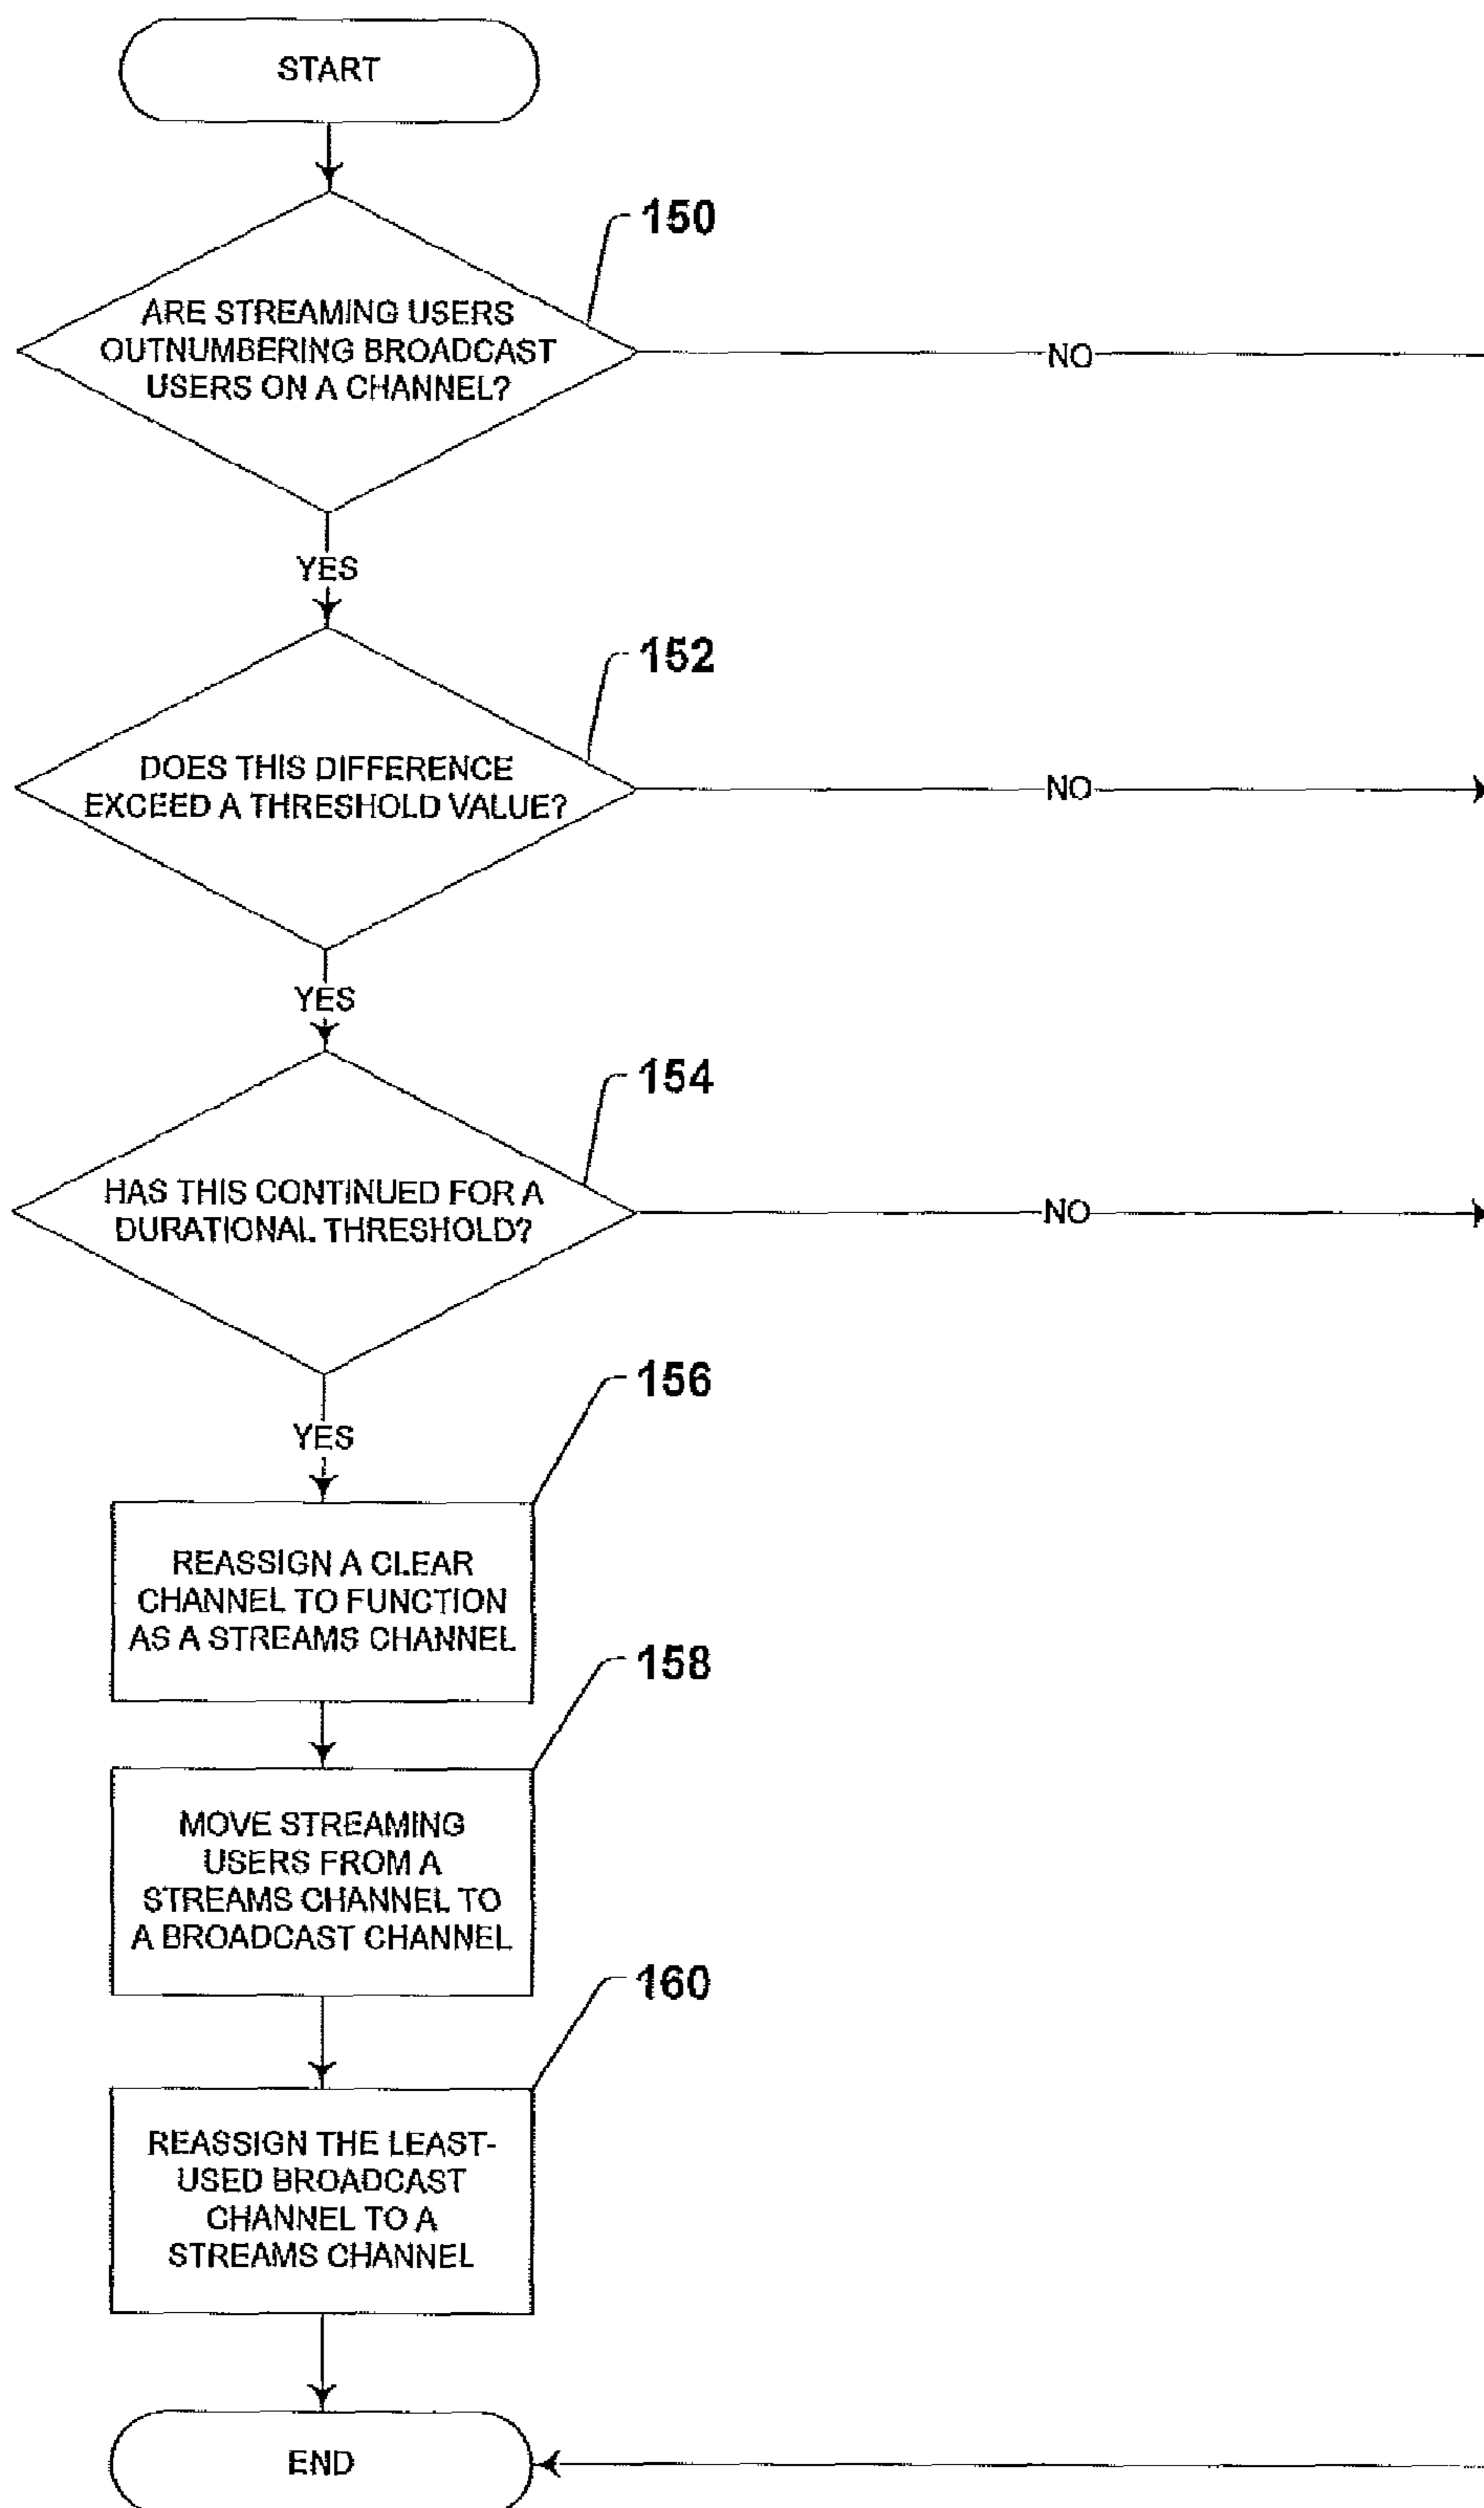 START
150
ARE STREAMING USERS
OUTNUMBERING BROADCAST
USERS ON A CHANNEL?
NO
YES
152
DOES THIS DIFFERENCE
EXCEED A THRESHOLD VALUE?
NO
YES
154
HAS THIS CONTINUED FOR A
DURATIONAL THRESHOLD?
NO
YES
156
REASSIGN A CLEAR
CHANNEL TO FUNCTION
AS A STREAMS CHANNEL
158
MOVE STREAMING
USERS FROM A
STREAMS CHANNEL TO
A BROADCAST CHANNEL
160
REASSIGN THE LEAST-
USED BROADCAST
CHANNEL TO A
STREAMS CHANNEL
END